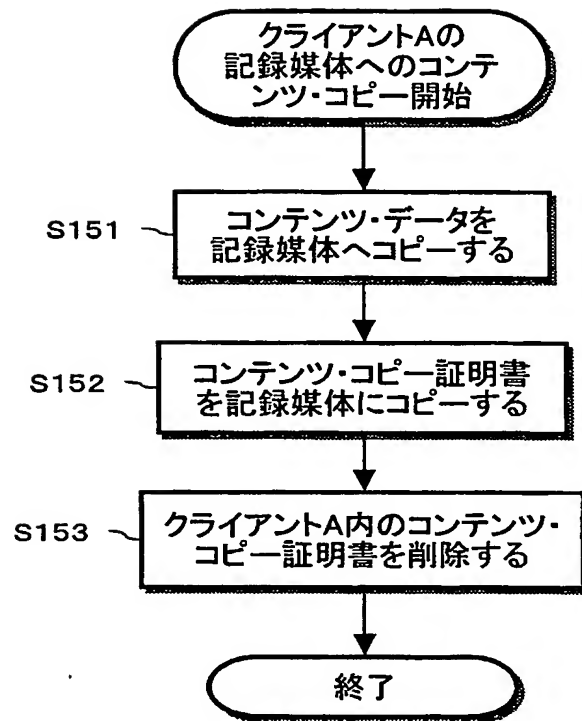 クライアントAの
記録媒体へのコンテ
ンツ・コピー開始
S151
コンテンツ・データを
記録媒体へコピーする
S152
コンテンツ・コピー証明書
を記録媒体にコピーする
S153
クライアントA内のコンテンツ・
コピー証明書を削除する
終了